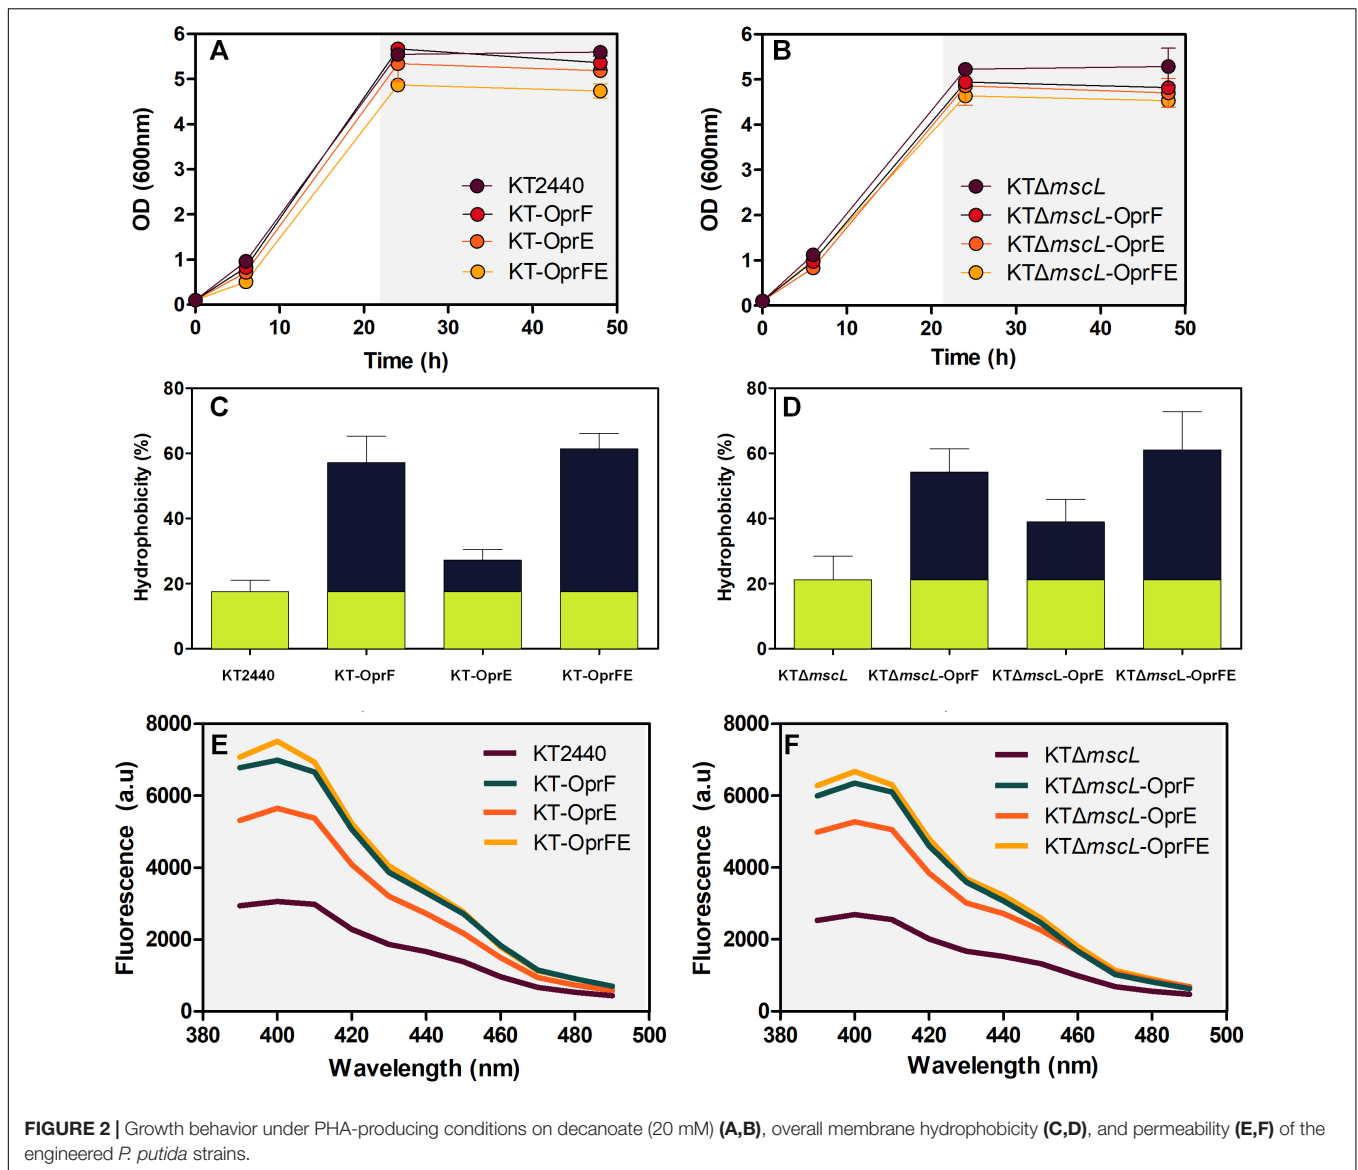 A
OD (600nm)
6
5
4
3
2
1
0
0 10 20 30 40 50
Time (h)
KT2440
KT-OprF
KT-OprE
KT-OprFE
B
OD (600nm)
6
5
4
3
2
1
0
0 10 20 30 40 50
Time (h)
KTΔmscL
KTΔmscL-OprF
KTΔmscL-OprE
KTΔmscL-OprFE
C
Hydrophobicity (%)
80
60
40
20
0
KT2440 KT-OprF KT-OprE KT-OprFE
D
Hydrophobicity (%)
80
60
40
20
0
KTΔmscL KTΔmscL-OprF KTΔmscL-OprE KTΔmscL-OprFE
E
Fluorescence (a.u)
8000
6000
4000
2000
0
380 400 420 440 460 480 500
Wavelength (nm)
KT2440
KT-OprF
KT-OprE
KT-OprFE
F
Fluorescence (a.u)
8000
6000
4000
2000
0
380 400 420 440 460 480 500
Wavelength (nm)
KTΔmscL
KTΔmscL-OprF
KTΔmscL-OprE
KTΔmscL-OprFE
FIGURE 2 | Growth behavior under PHA-producing conditions on decanoate (20 mM) (A,B), overall membrane hydrophobicity (C,D), and permeability (E,F) of the
engineered P. putida strains.